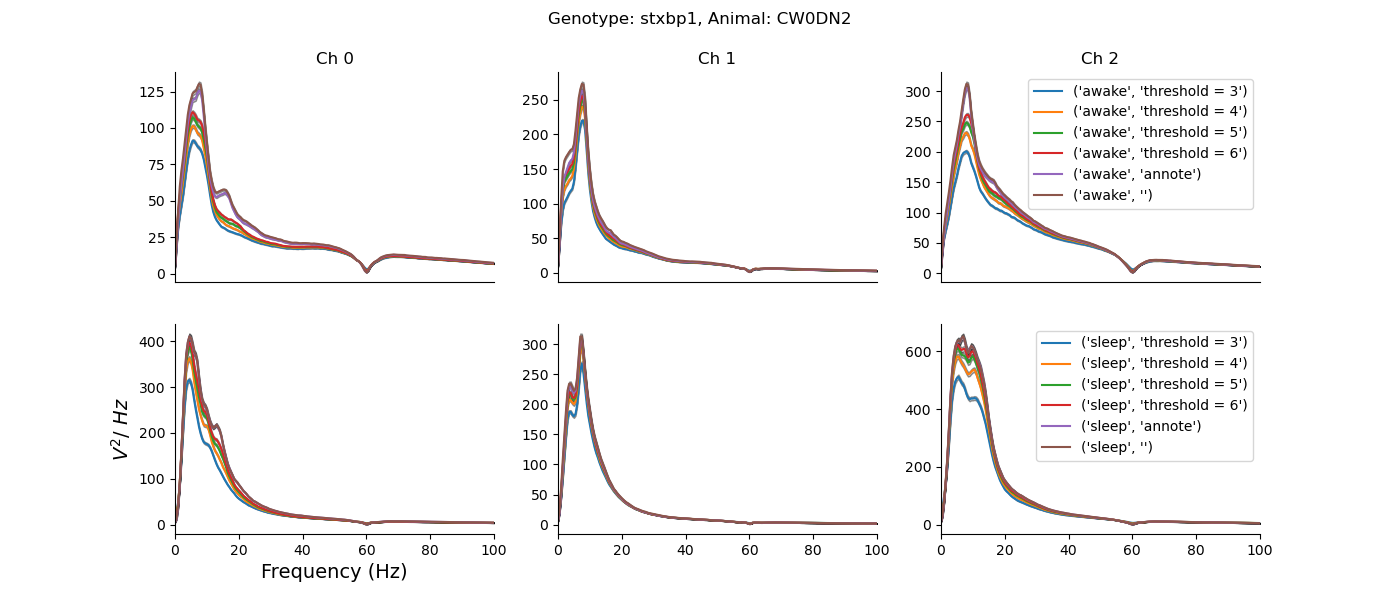 Genotype: stxbp1, Animal: CW0DN2
Ch 0
Ch 1
Ch 2
125
100
75
50
25
0
250
200
150
100
50
0
300
250
200
150
100
50
0
('awake', 'threshold = 3')
('awake', 'threshold = 4')
('awake', 'threshold = 5')
('awake', 'threshold = 6')
('awake', 'annote')
('awake', '')
400
300
200
100
0
300
250
200
150
100
50
0
600
400
200
0
('sleep', 'threshold = 3')
('sleep', 'threshold = 4')
('sleep', 'threshold = 5')
('sleep', 'threshold = 6')
('sleep', 'annote')
('sleep', '')
V²/ Hz
0 20 40 60 80 100
0 20 40 60 80 100
0 20 40 60 80 100
Frequency (Hz)